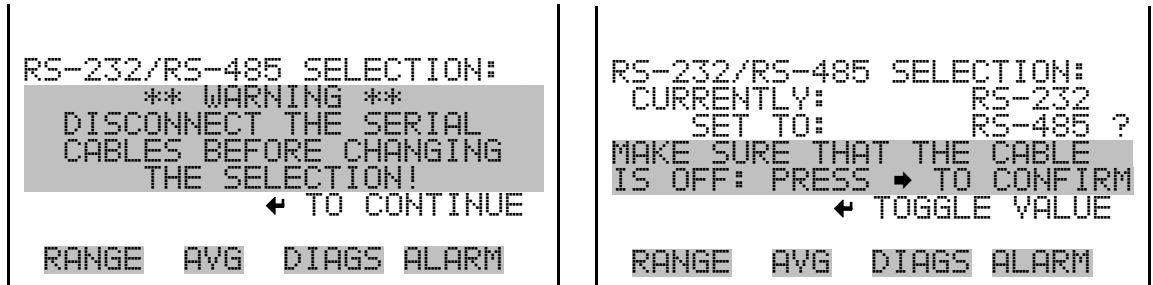 RS-232/RS-485 SELECTION:
** WARNING **
DISCONNECT THE SERIAL
CABLES BEFORE CHANGING
THE SELECTION!
↵ TO CONTINUE
RANGE AVG DIAGS ALARM
RS-232/RS-485 SELECTION:
CURRENTLY: RS-232
SET TO: RS-485 ?
MAKE SURE THAT THE CABLE
IS OFF: PRESS → TO CONFIRM
↵ TOGGLE VALUE
RANGE AVG DIAGS ALARM